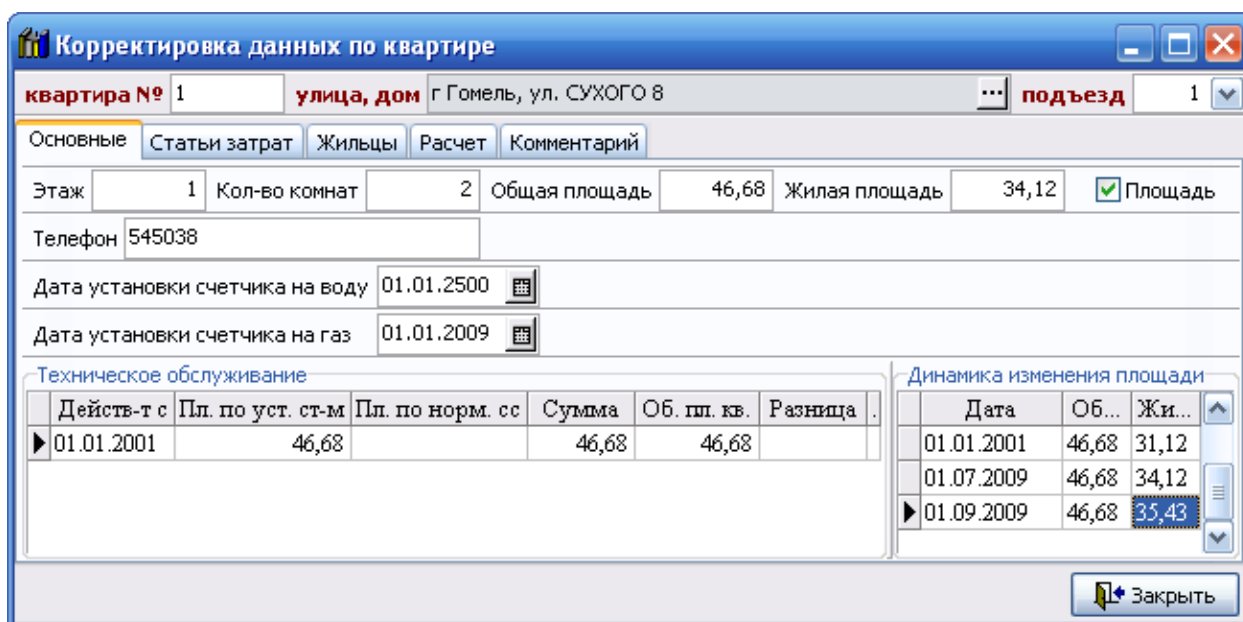 Корректировка данных по квартире
квартира № 1 улица, дом г Гомель, ул. СУХОГО 8 ... подъезд 1
Основные Статьи затрат Жильцы Расчет Комментарий
Этаж 1 Кол-во комнат 2 Общая площадь 46,68 Жилая площадь 34,12 Площадь
Телефон 545038
Дата установки счетчика на воду 01.01.2500
Дата установки счетчика на газ 01.01.2009
Техническое обслуживание
Действ-т с Пл. по уст. ст-м Пл. по норм. сс Сумма Об. пл. кв. Разница .
01.01.2001 46,68 46,68 46,68
Динамика изменения площади
Дата Об... Жи...
01.01.2001 46,68 31,12
01.07.2009 46,68 34,12
01.09.2009 46,68 35,43
Закрыть